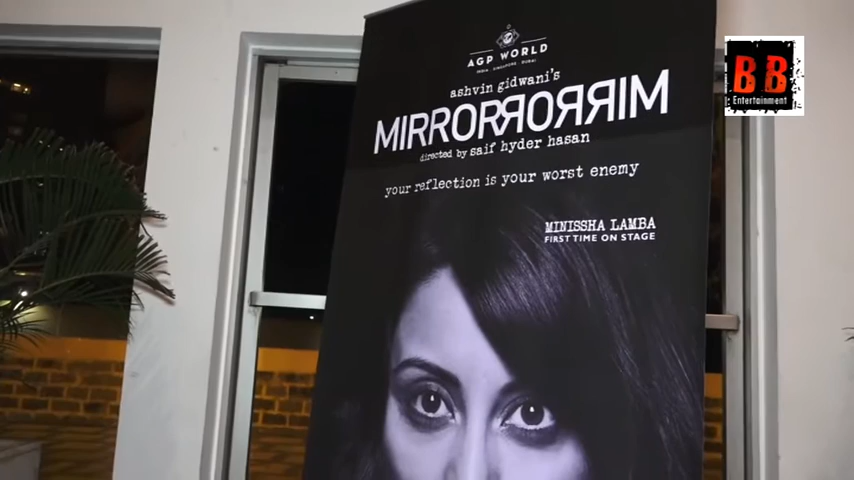 AGP WORLD
INDIA . SINGAPORE . DUBAI
ashvin gidwani's
MIRRORЯOЯЯIM
directed by saif hyder hasan
your reflection is your worst enemy
MINISSHA LAMBA
FIRST TIME ON STAGE
BB
Entertainment